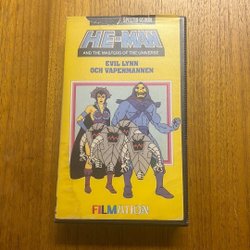 HE-MAN
AND THE MASTERS OF THE UNIVERSE
EVIL LYNN
OCH VAPENMANNEN
FILMATION